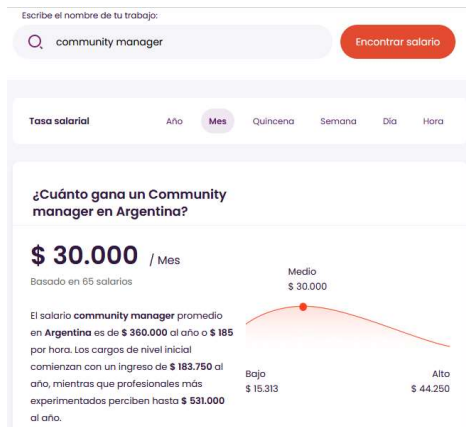 Escribe el nombre de tu trabajo:
community manager
Encontrar salario
Tasa salarial Año Mes Quincena Semana Día Hora
¿Cuánto gana un Community
manager en Argentina?
$ 30.000 / Mes
Basado en 65 salarios
El salario community manager promedio
en Argentina es de $ 360.000 al año o $ 185
por hora. Los cargos de nivel inicial
comienzan con un ingreso de $ 183.750 al
año, mientras que profesionales más
experimentados perciben hasta $ 531.000
al año.
Medio
$ 30.000
Bajo
$ 15.313
Alto
$ 44.250